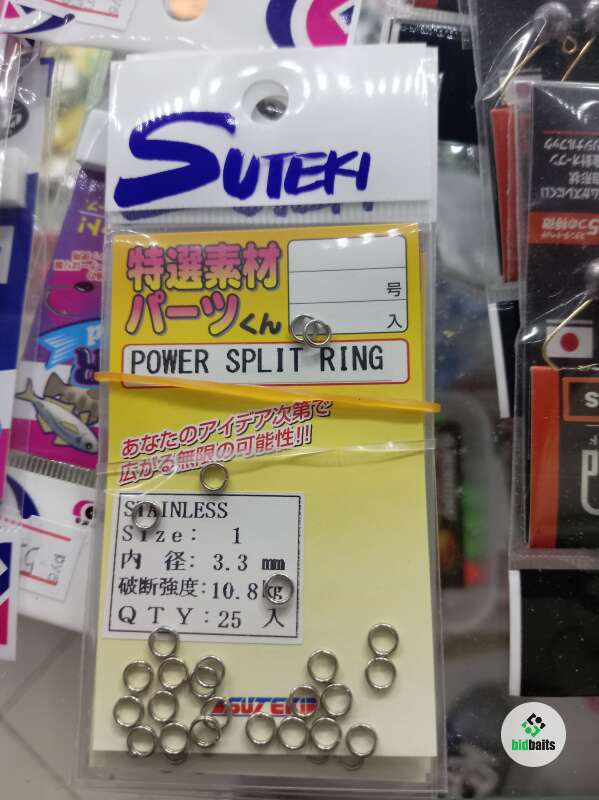 SUTEKI
特選素材
パーツくん
号
入
POWER SPLIT RING
あなたのアイデア次第で
広がる無限の可能性!!
STAINLESS
Size: 1
内 径: 3.3 mm
破断強度:10.8kg
QTY:25 入
SUTEKI
bidbaits